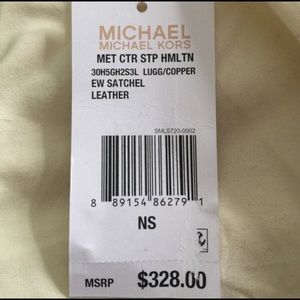 MICHAEL
MICHAEL KORS
MET CTR STP HMLTN
30H5GH2S3L LUGG/COPPER
EW SATCHEL
LEATHER
SMLS720-0002
8 89154 86279 1
NS
MSRP $328.00